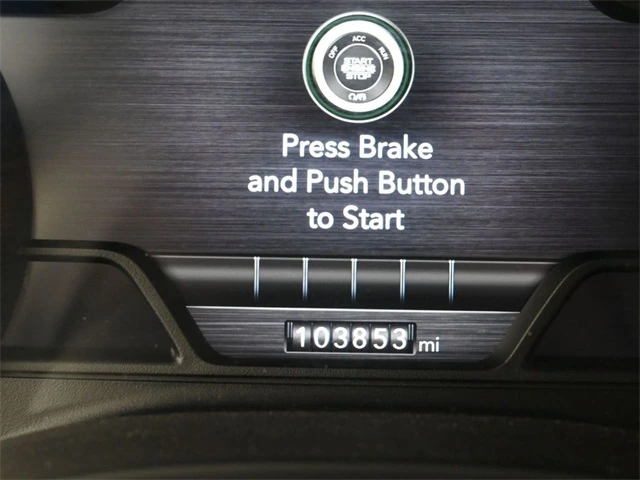 OFF ACC RUN
START
ENGINE
STOP
Press Brake
and Push Button
to Start
103853 mi